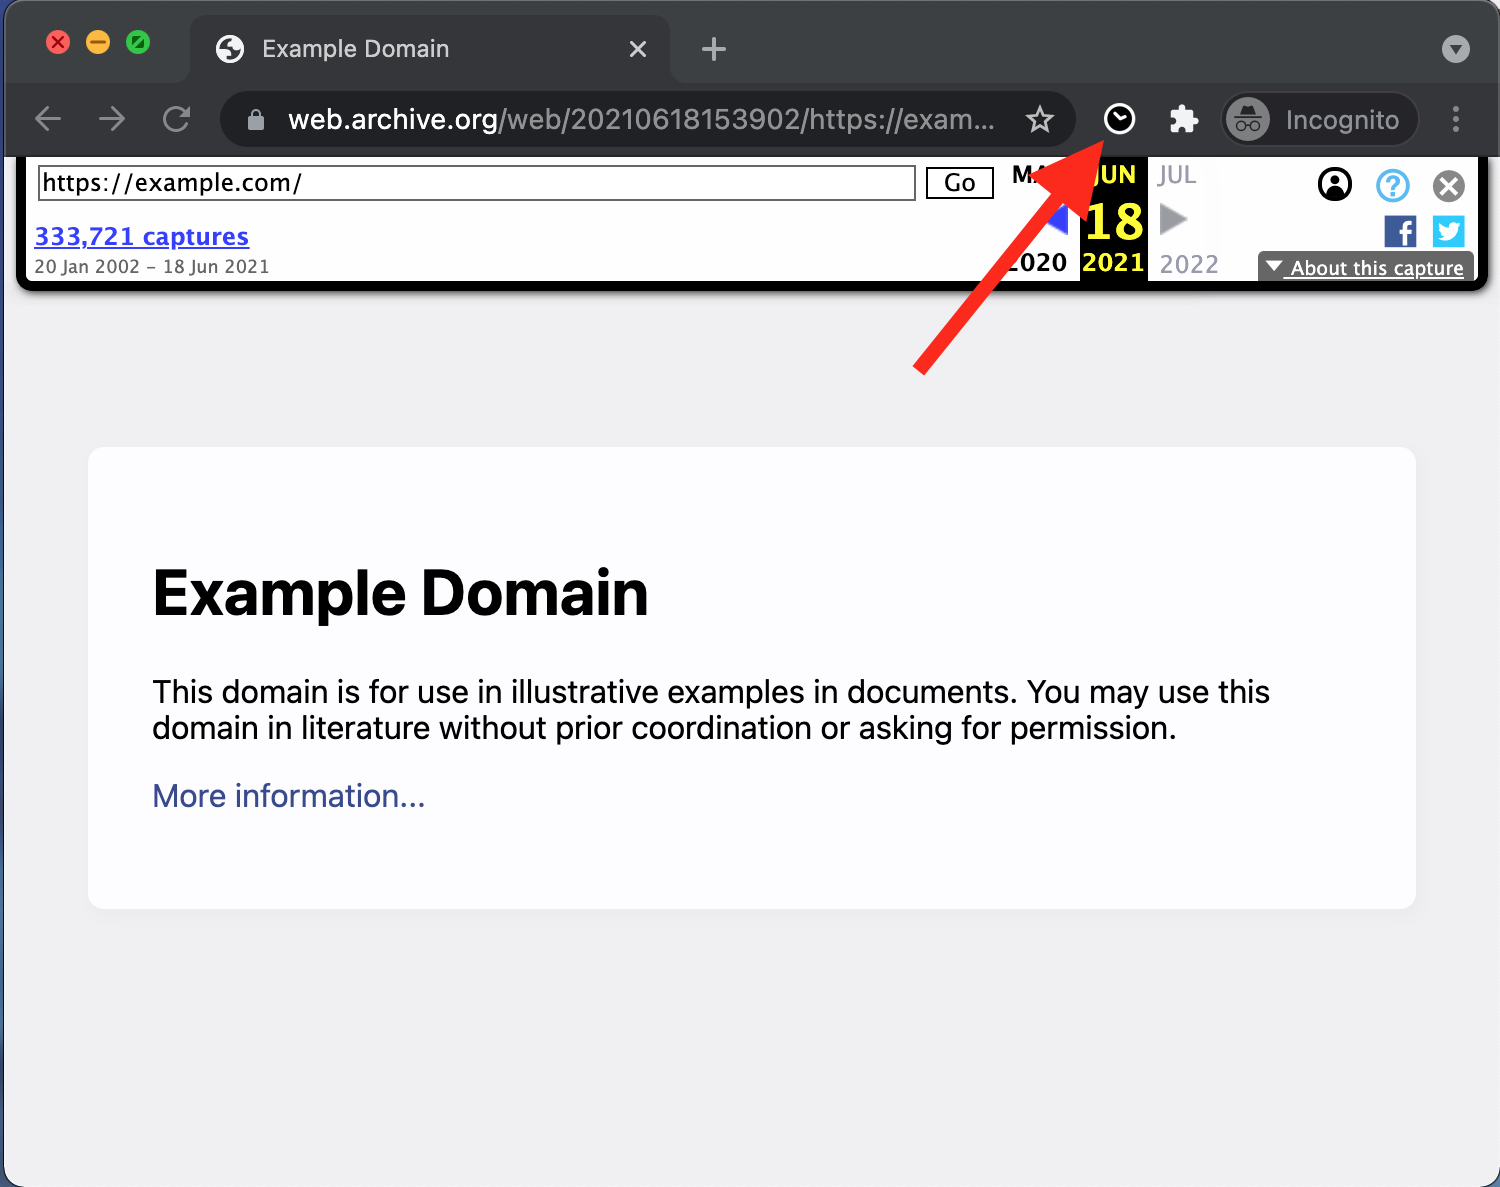 Example Domain
web.archive.org/web/20210618153902/https://exam...
Incognito
https://example.com/
Go
JUN
JUL
333,721 captures
18
20 Jan 2002 – 18 Jun 2021
2020
2021
2022
About this capture
Example Domain
This domain is for use in illustrative examples in documents. You may use this
domain in literature without prior coordination or asking for permission.
More information...